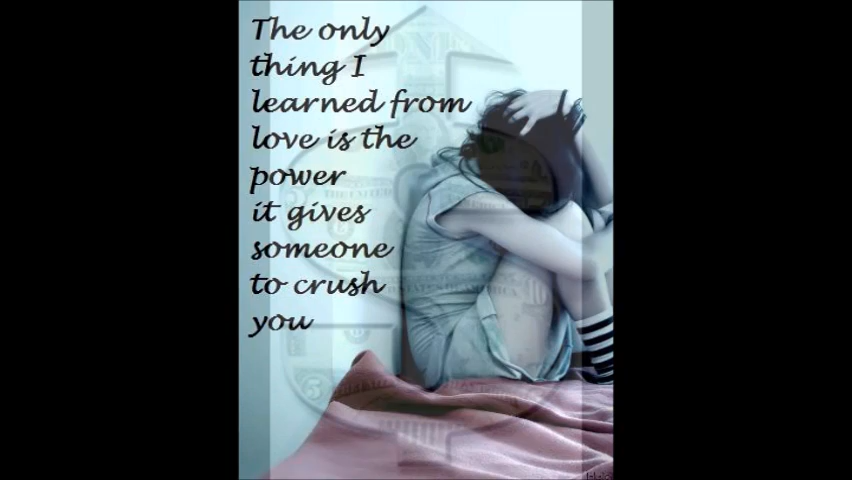 The only
thing I
learned from
love is the
power
it gives
someone
to crush
you